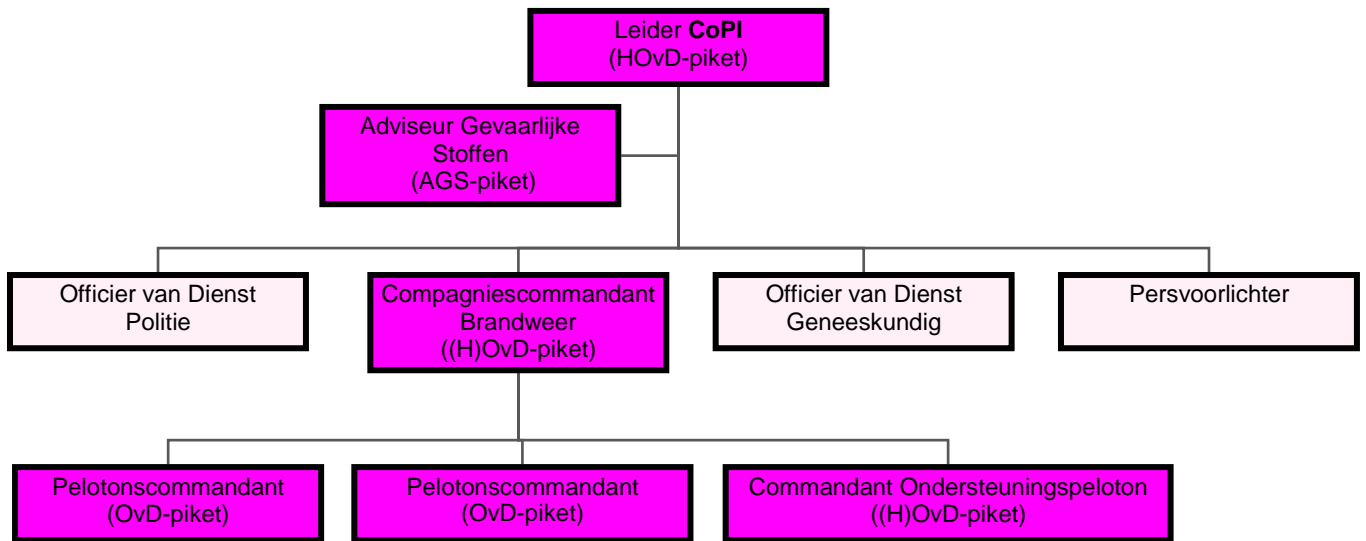 Leider CoPI
(HOvD-piket)
Adviseur Gevaarlijke
Stoffen
(AGS-piket)
Officier van Dienst
Politie
Compagniescommandant
Brandweer
((H)OvD-piket)
Officier van Dienst
Geneeskundig
Persvoorlichter
Pelotonscommandant
(OvD-piket)
Pelotonscommandant
(OvD-piket)
Commandant Ondersteuningspeloton
((H)OvD-piket)